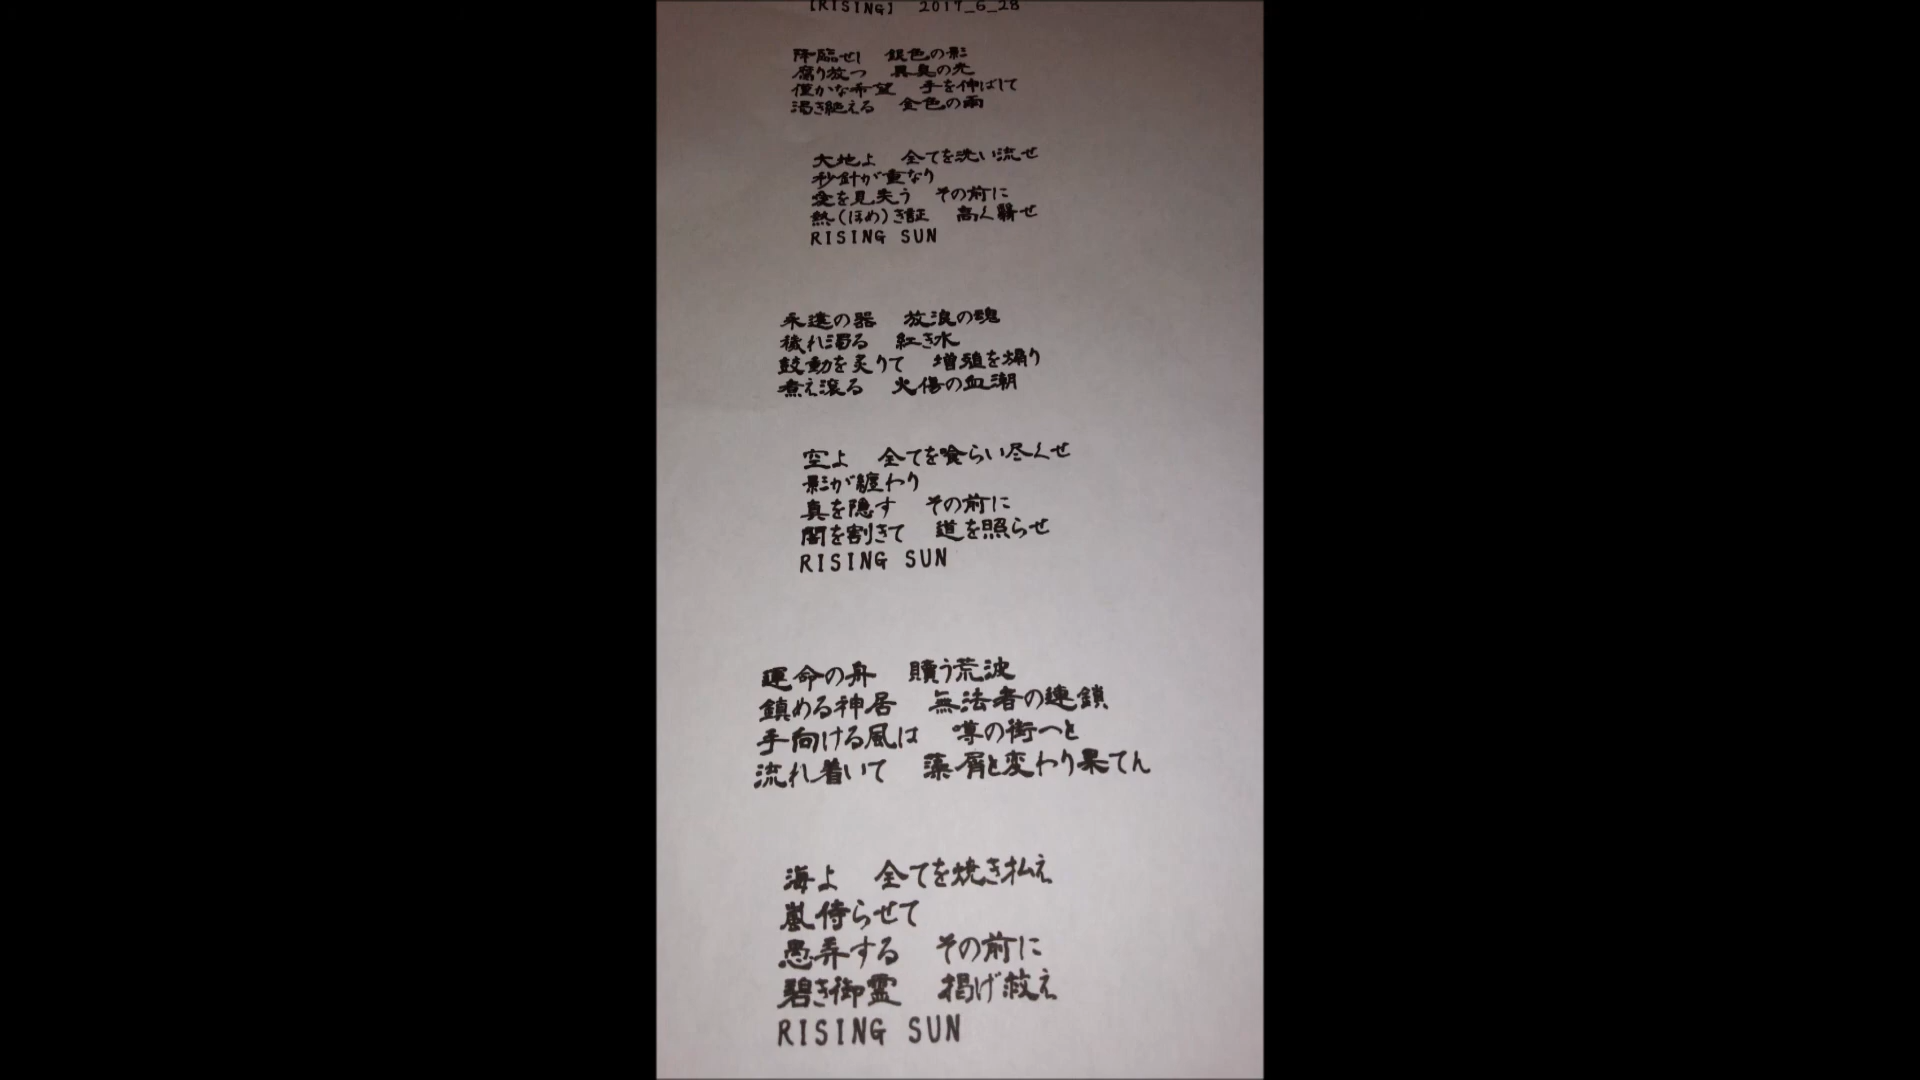 【RISING】 2017_6_28
降臨せし 銀色の影
腐り放つ 異臭の光
僅かな希望 手を伸ばして
渇き絶える 金色の雨
大地よ 全てを洗い流せ
秒針が重なり
愛を見失う その前に
熱(ほめ)き証 高く翳せ
RISING SUN
永遠の器 放浪の魂
穢れ濁る 紅き水
鼓動を炙りて 増殖を煽り
煮え滾る 火傷の血潮
空よ 全てを喰らい尽くせ
影が纏わり
真を隠す その前に
闇を割きて 道を照らせ
RISING SUN
運命の舟 贖う荒波
鎮める神居 無法者の連鎖
手向ける風は 噂の街へと
流れ着いて 藻屑と変わり果てん
海よ 全てを焼き払え
嵐侍らせて
愚弄する その前に
碧き御霊 掲げ救え
RISING SUN